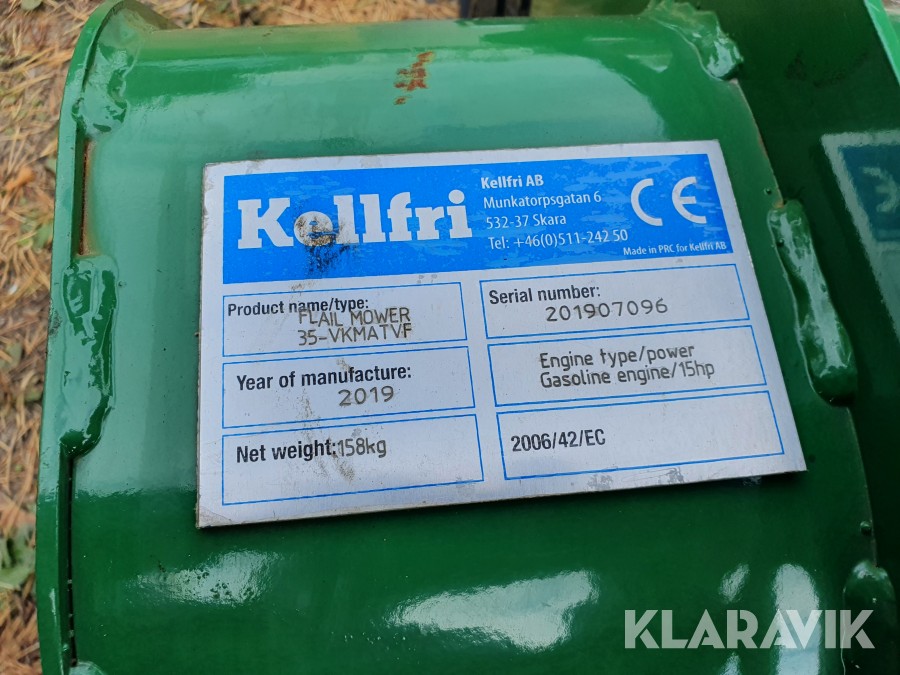 Kellfri
Kellfri AB
Munkatorpsgatan 6
532-37 Skara
Tel: +46(0)511-242 50
CE
Made in PRC for Kellfri AB
Product name/type:
FLAIL MOWER
35-VKMATVF
Serial number:
201907096
Year of manufacture:
2019
Engine type/power
Gasoline engine/15hp
Net weight:158kg
2006/42/EC
KLARAVIK